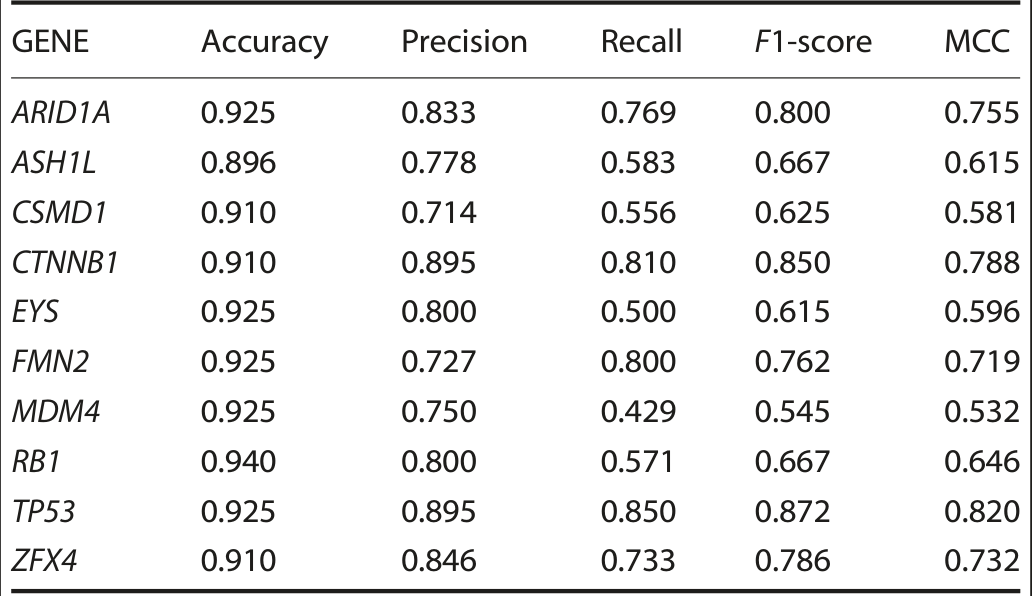 GENE Accuracy Precision Recall F1-score MCC
ARID1A 0.925 0.833 0.769 0.800 0.755
ASH1L 0.896 0.778 0.583 0.667 0.615
CSMD1 0.910 0.714 0.556 0.625 0.581
CTNNB1 0.910 0.895 0.810 0.850 0.788
EYS 0.925 0.800 0.500 0.615 0.596
FMN2 0.925 0.727 0.800 0.762 0.719
MDM4 0.925 0.750 0.429 0.545 0.532
RB1 0.940 0.800 0.571 0.667 0.646
TP53 0.925 0.895 0.850 0.872 0.820
ZFX4 0.910 0.846 0.733 0.786 0.732